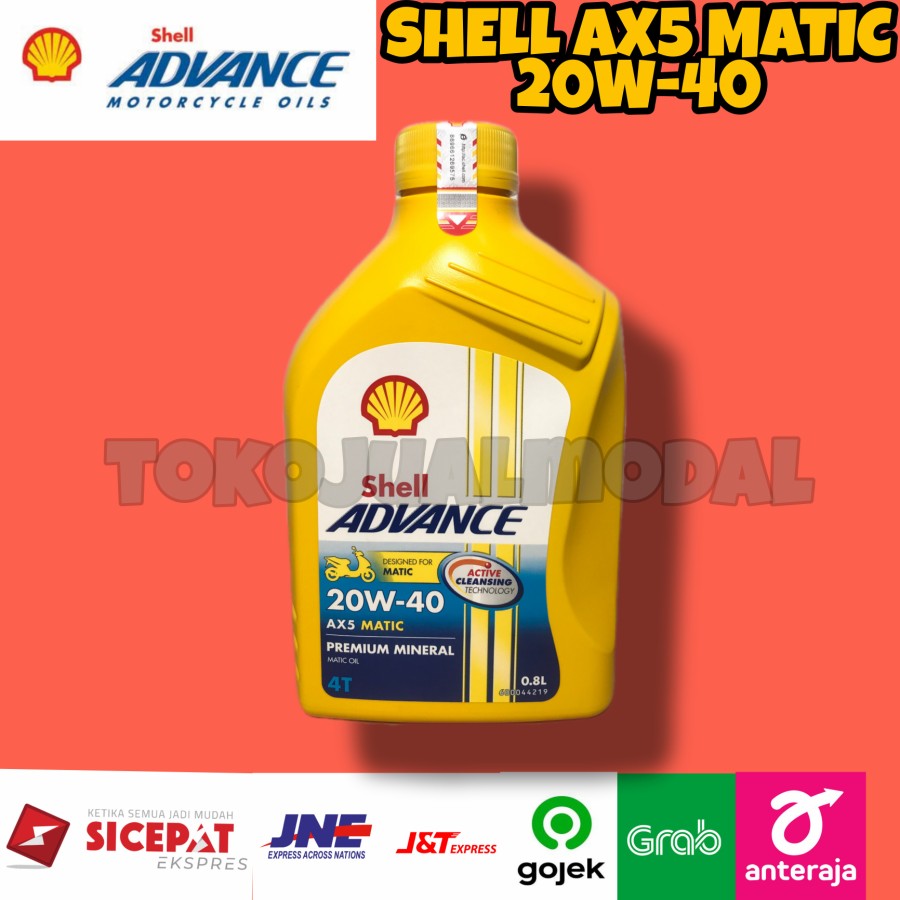 Shell
ADVANCE
MOTORCYCLE OILS
SHELL AX5 MATIC
20W-40
TOKOJUALMODAL
Shell
ADVANCE
DESIGNED FOR
MATIC
ACTIVE
CLEANSING
TECHNOLOGY
20W-40
AX5 MATIC
PREMIUM MINERAL
MATIC OIL
4T
0.8L
600044219
KETIKA SEMUA JADI MUDAH
SICEPAT
EKSPRES
JNE
EXPRESS ACROSS NATIONS
J&T EXPRESS
gojek
Grab
anteraja